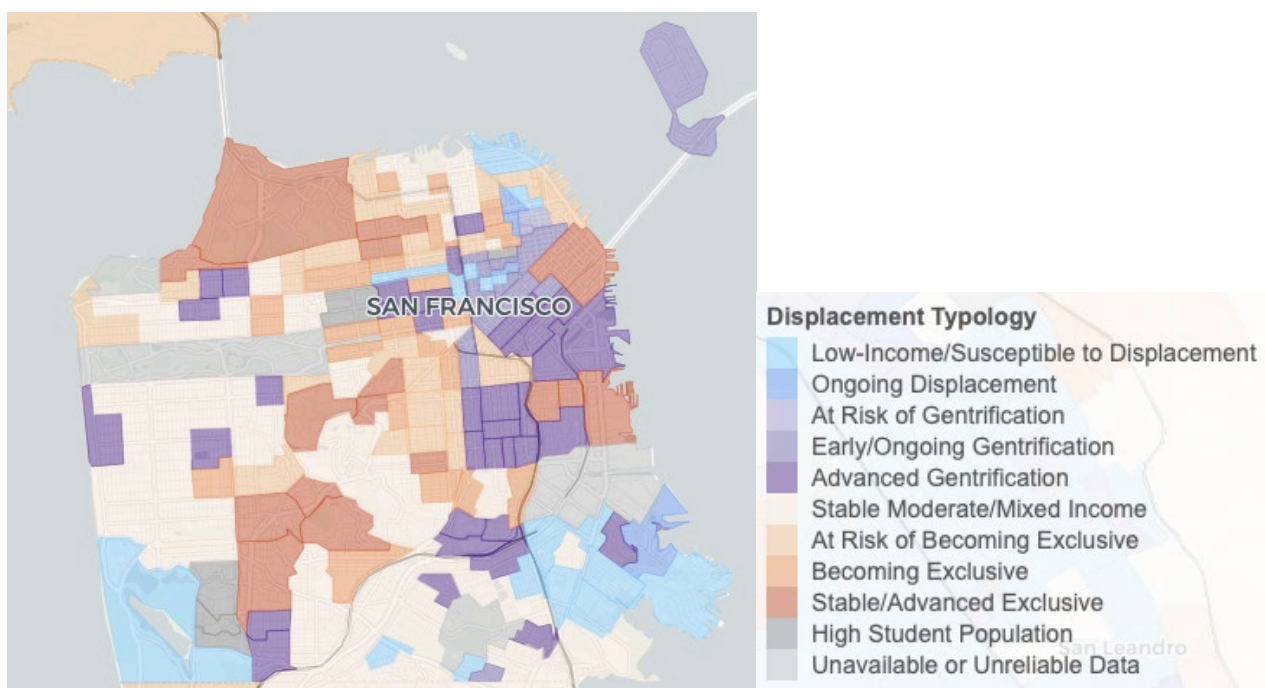 SAN FRANCISCO
Displacement Typology
Low-Income/Susceptible to Displacement
Ongoing Displacement
At Risk of Gentrification
Early/Ongoing Gentrification
Advanced Gentrification
Stable Moderate/Mixed Income
At Risk of Becoming Exclusive
Becoming Exclusive
Stable/Advanced Exclusive
High Student Population
San Leandro
Unavailable or Unreliable Data